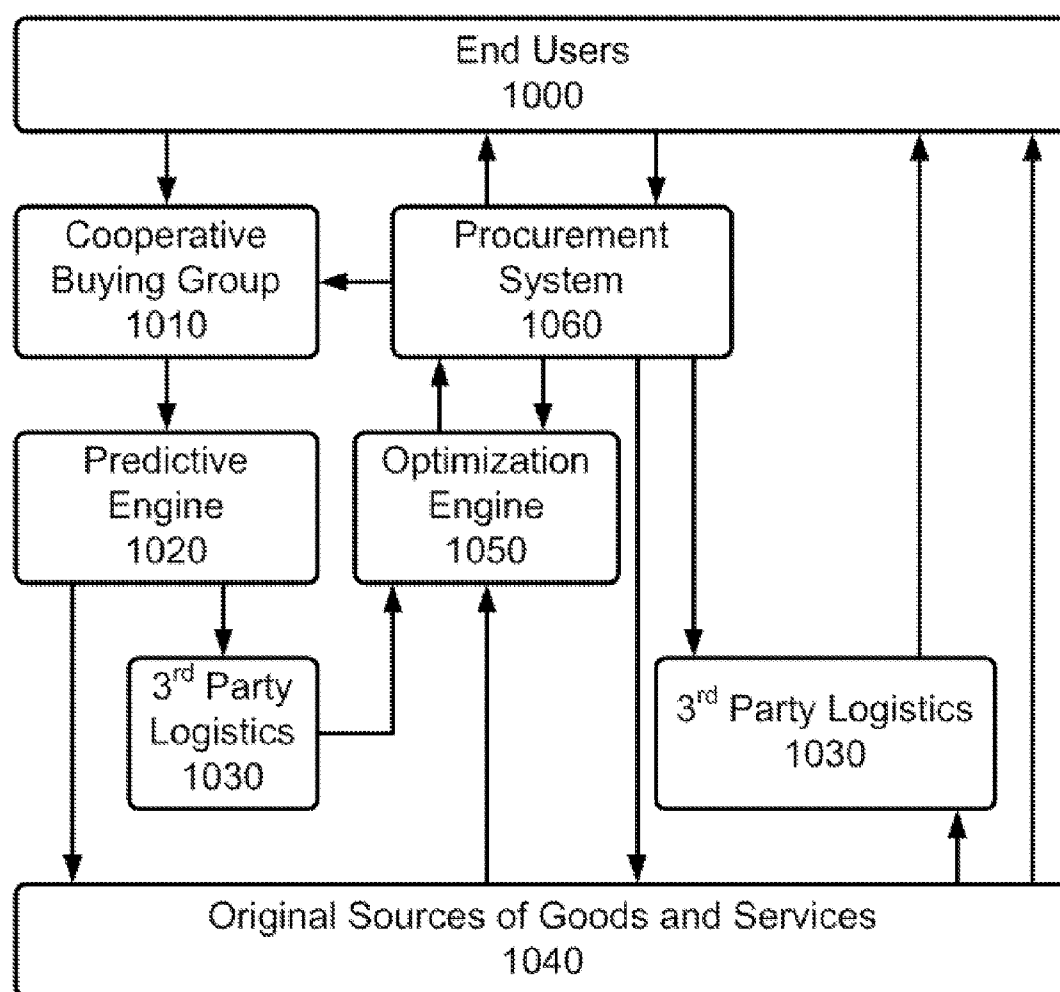 End Users
1000
Cooperative
Buying Group
1010
Procurement
System
1060
Predictive
Engine
1020
Optimization
Engine
1050
3rd Party
Logistics
1030
3rd Party Logistics
1030
Original Sources of Goods and Services
1040